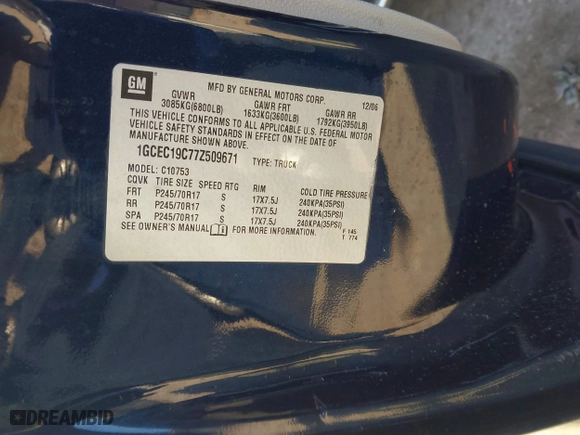 GM
MFD BY GENERAL MOTORS CORP. 12/06
GVWR GAWR FRT GAWR RR
3085KG(6800LB) 1633KG(3600LB) 1792KG(3950LB)
THIS VEHICLE CONFORMS TO ALL APPLICABLE U.S. FEDERAL MOTOR
VEHICLE SAFETY STANDARDS IN EFFECT ON THE DATE OF
MANUFACTURE SHOWN ABOVE.
1GCEC19C77Z509671 TYPE: TRUCK
MODEL: C10753
CQVK TIRE SIZE SPEED RTG RIM COLD TIRE PRESSURE
FRT P245/70R17 S 17X7.5J 240KPA(35PSI)
RR P245/70R17 S 17X7.5J 240KPA(35PSI)
SPA P245/70R17 S 17X7.5J 240KPA(35PSI)
SEE OWNER'S MANUAL FOR MORE INFORMATION. F 145
T 774
DREAMBID